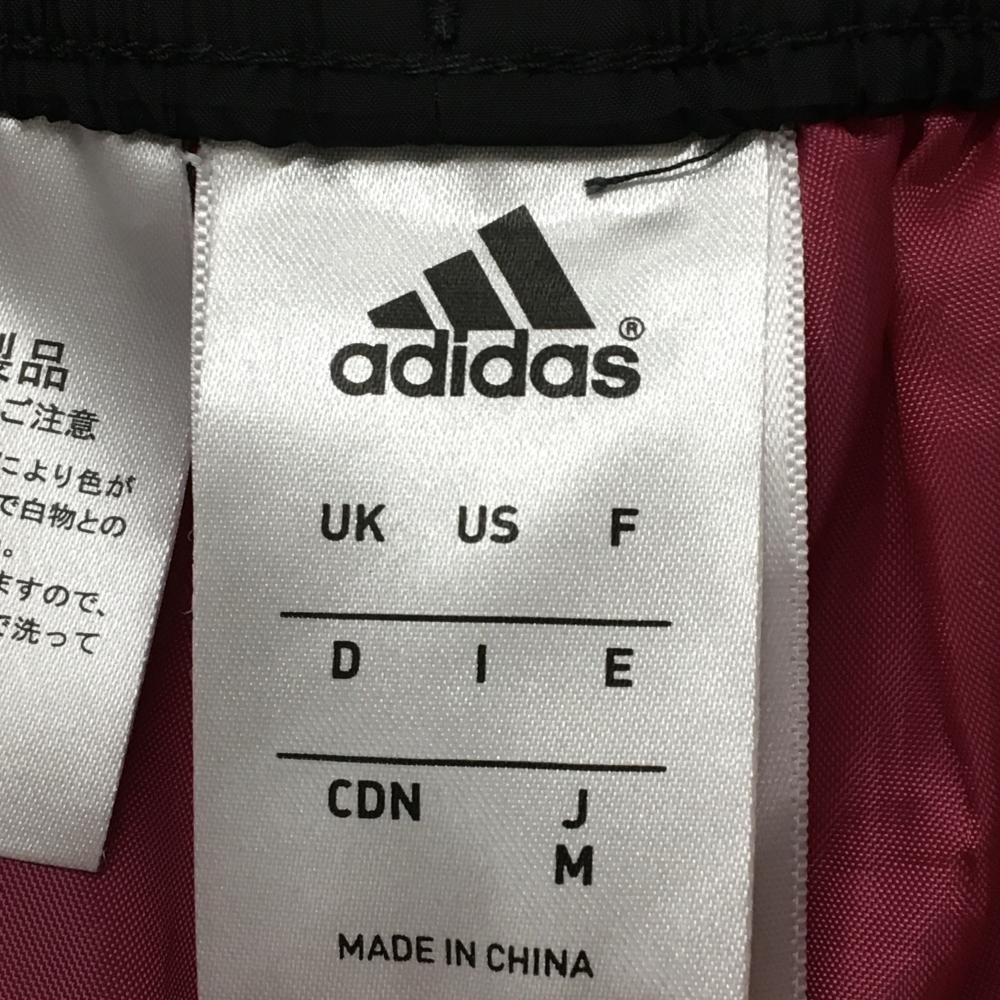 品
ご注意
により色が
で白物との
。
ますので、
で洗って
adidas®
UK US F
D I E
CDN J
M
MADE IN CHINA